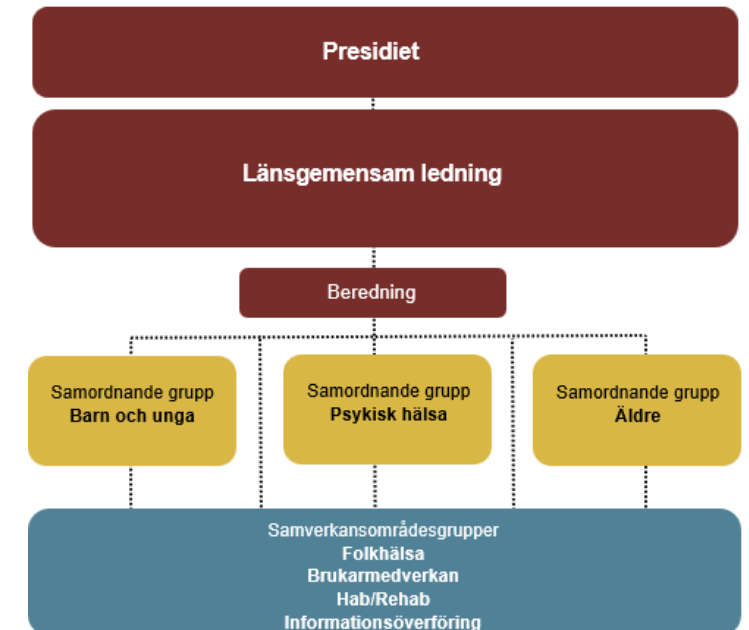 Presidiet
Länsgemensam ledning
Beredning
Samordnande grupp
Barn och unga
Samordnande grupp
Psykisk hälsa
Samordnande grupp
Äldre
Samverkansområdesgrupper
Folkhälsa
Brukarmedverkan
Hab/Rehab
Informationsöverföring